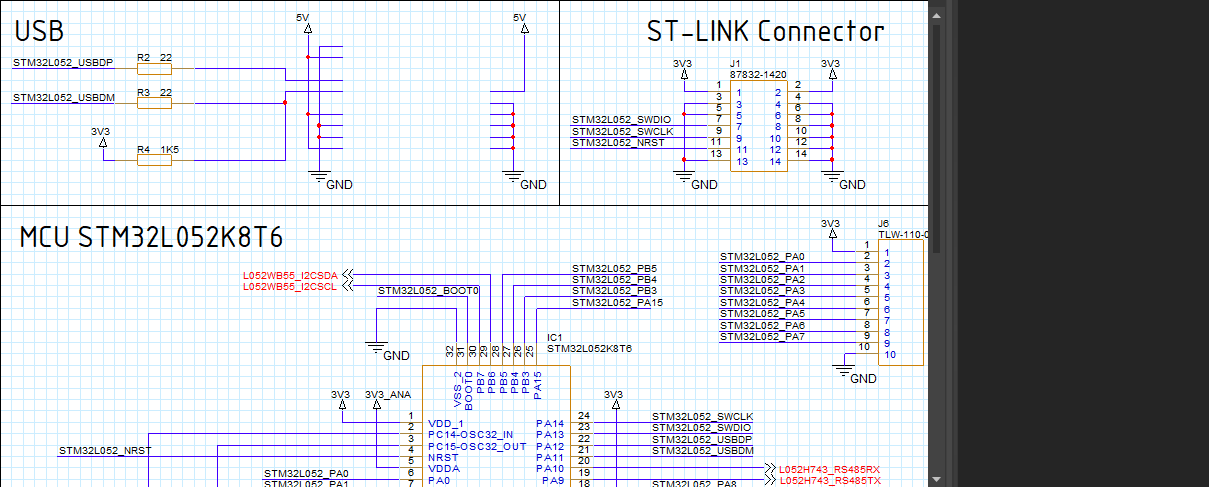 USB
5V
5V
STM32L052_USBDP
R2 22
STM32L052_USBDM
R3 22
3V3
R4 1K5
GND
GND
ST-LINK Connector
3V3
J1
87832-1420
3V3
1 1 2 2
3 3 4 4
5 5 6 6
STM32L052_SWDIO 7 7 8 8
STM32L052_SWCLK 9 9 10 10
STM32L052_NRST 11 11 12 12
13 13 14 14
GND
GND
MCU STM32L052K8T6
L052WB55_I2CSDA
L052WB55_I2CSCL
STM32L052_BOOT0
GND
STM32L052_PB5
STM32L052_PB4
STM32L052_PB3
STM32L052_PA15
IC1
STM32L052K8T6
32 31 30 29 28 27 26 25
VSS_2 BOOT0 PB7 PB6 PB5 PB4 PB3 PA15
3V3
3V3_ANA
3V3
1 VDD_1
2 PC14-OSC32_IN
3 PC15-OSC32_OUT
STM32L052_NRST 4 NRST
5 VDDA
STM32L052_PA0 6 PA0
STM32L052_PA1 7
PA14 24 STM32L052_SWCLK
PA13 23 STM32L052_SWDIO
PA12 22 STM32L052_USBDP
PA11 21 STM32L052_USBDM
PA10 20 L052H743_RS485RX
PA9 19 L052H743_RS485TX
18 STM32L052_PA8
3V3
J6
TLW-110-0
1 1
STM32L052_PA0 2 2
STM32L052_PA1 3 3
STM32L052_PA2 4 4
STM32L052_PA3 5 5
STM32L052_PA4 6 6
STM32L052_PA5 7 7
STM32L052_PA6 8 8
STM32L052_PA7 9 9
10 10
GND